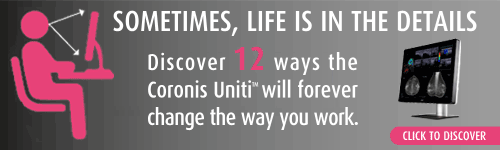 SOMETIMES, LIFE IS IN THE DETAILS
Discover 12 ways the
Coronis Uniti™ will forever
change the way you work.
CLICK TO DISCOVER